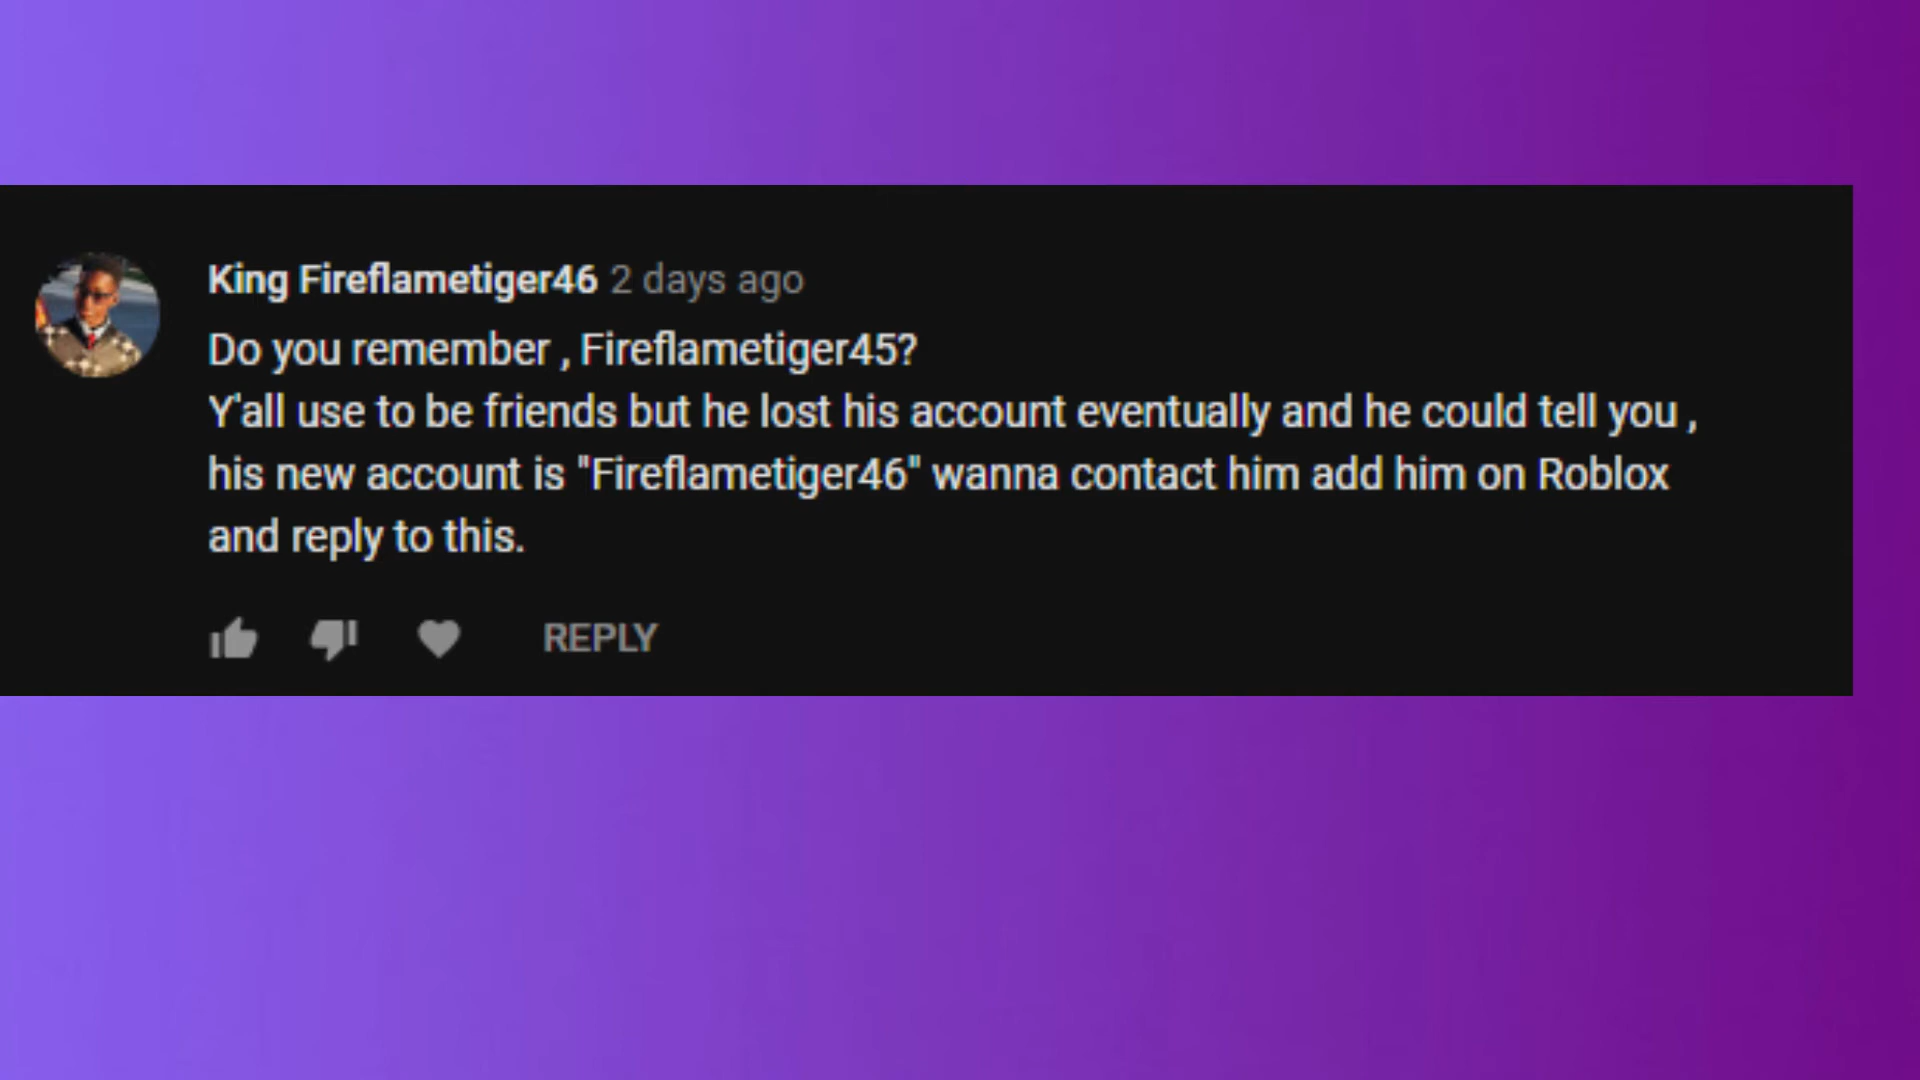 King Fireflametiger46 2 days ago
Do you remember , Fireflametiger45?
Y'all use to be friends but he lost his account eventually and he could tell you ,
his new account is "Fireflametiger46" wanna contact him add him on Roblox
and reply to this.
REPLY